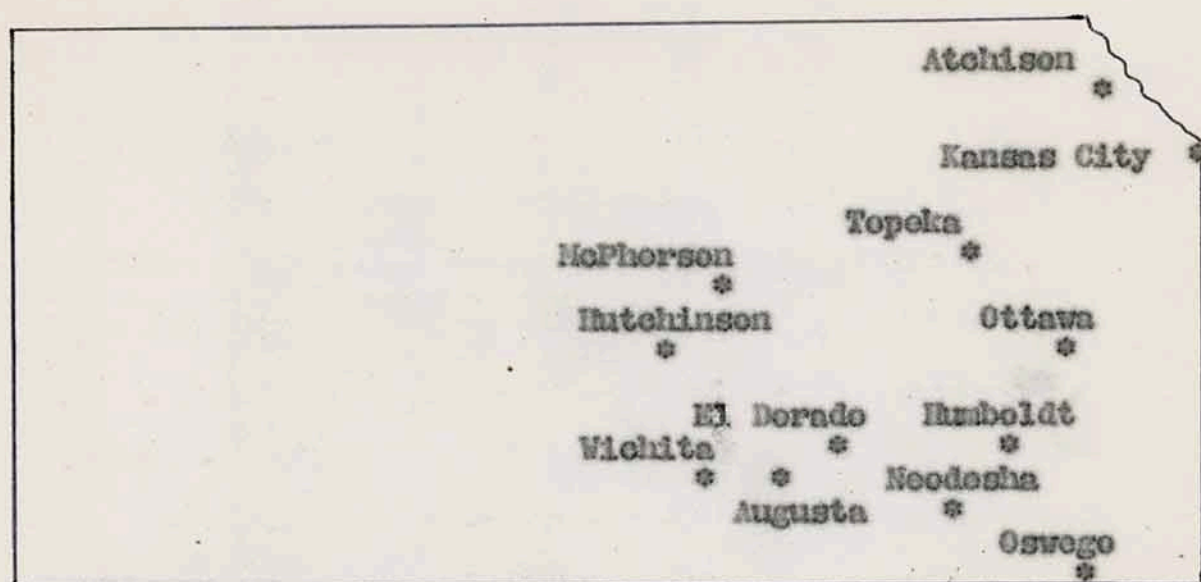 Atchison
Kansas City
Topeka
McPherson
Hutchinson
Ottawa
El Dorado
Humboldt
Wichita
Neodesha
Augusta
Oswego